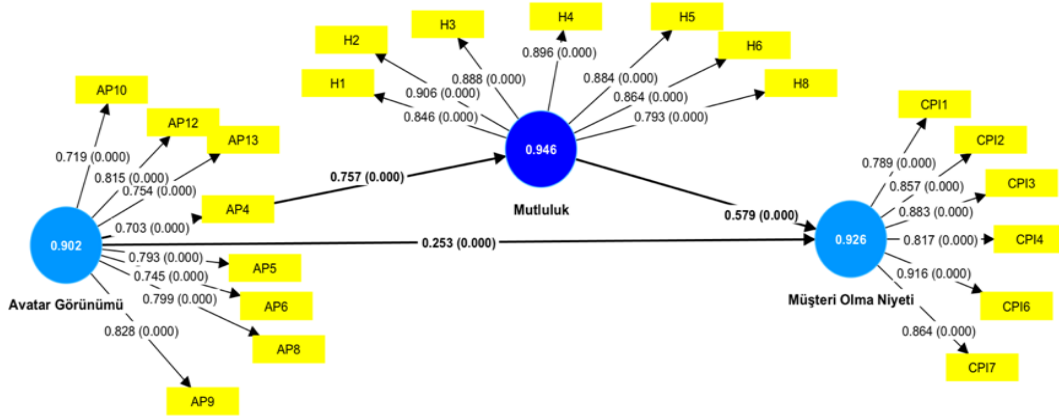 H4
H5
H3
H2
H6
0.896 (0.000)
H1
0.888 (0.000)
0.884 (0.000)
H8
AP10
0.906 (0.000)
0.864 (0.000)
CPI1
AP12
0.846 (0.000)
0.793 (0.000)
AP13
CPI2
0.719 (0.000)
0.946
0.789 (0.000)
0.815 (0.000)
0.757 (0.000)
0.857 (0.000)
CPI3
0.754 (0.000)
AP4
Mutluluk
0.579 (0.000)
0.883 (0.000)
0.703 (0.000)
0.902
0.253 (0.000)
0.926
0.817 (0.000)
CPI4
0.793 (0.000)
AP5
0.745 (0.000)
0.916 (0.000)
Avatar Görünümü
0.799 (0.000)
AP6
Müşteri Olma Niyeti
CPI6
0.828 (0.000)
0.864 (0.000)
AP8
CPI7
AP9